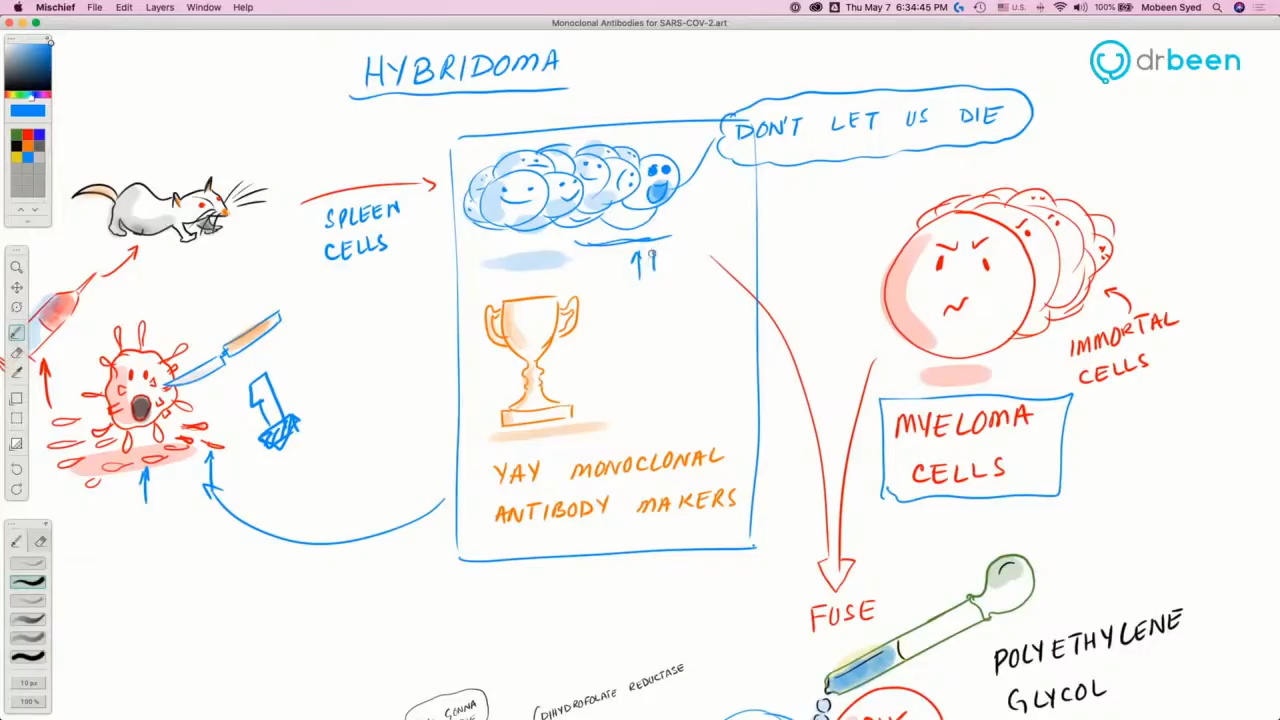 Mischief File Edit Layers Window Help
100% Thu May 7 6:34:45 PM U.S. Mobeen Syed
Monoclonal Antibodies for SARS-COV-2.art
drbeen
HYBRIDOMA
DON'T LET US DIE
SPLEEN
CELLS
IMMORTAL
CELLS
MYELOMA
CELLS
YAY MONOCLONAL
ANTIBODY MAKERS
FUSE
POLYETHYLENE
GLYCOL
DIHYDROFOLATE REDUCTASE
GONNA
10 px
100 %